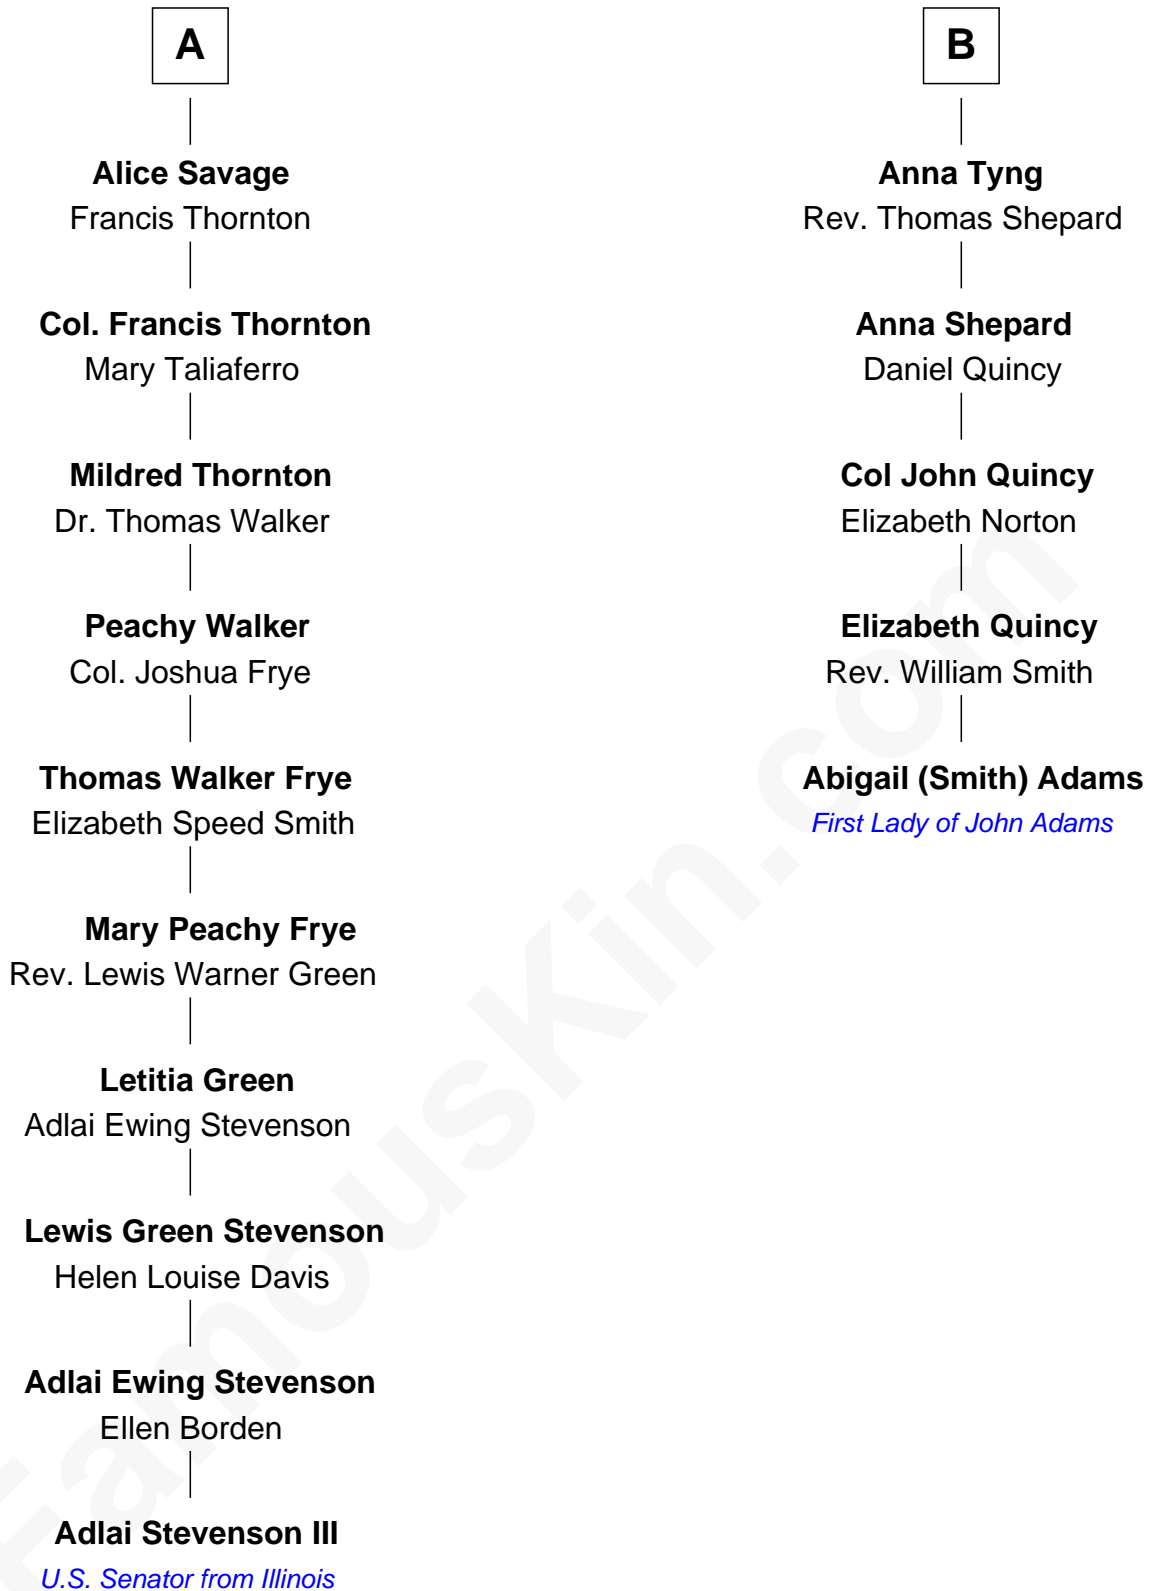 A
Alice Savage
Francis Thornton
Col. Francis Thornton
Mary Taliaferro
Mildred Thornton
Dr. Thomas Walker
Peachy Walker
Col. Joshua Frye
Thomas Walker Frye
Elizabeth Speed Smith
Mary Peachy Frye
Rev. Lewis Warner Green
Letitia Green
Adlai Ewing Stevenson
Lewis Green Stevenson
Helen Louise Davis
Adlai Ewing Stevenson
Ellen Borden
Adlai Stevenson III
U.S. Senator from Illinois
B
Anna Tyng
Rev. Thomas Shepard
Anna Shepard
Daniel Quincy
Col John Quincy
Elizabeth Norton
Elizabeth Quincy
Rev. William Smith
Abigail (Smith) Adams
First Lady of John Adams
FamousKin.com